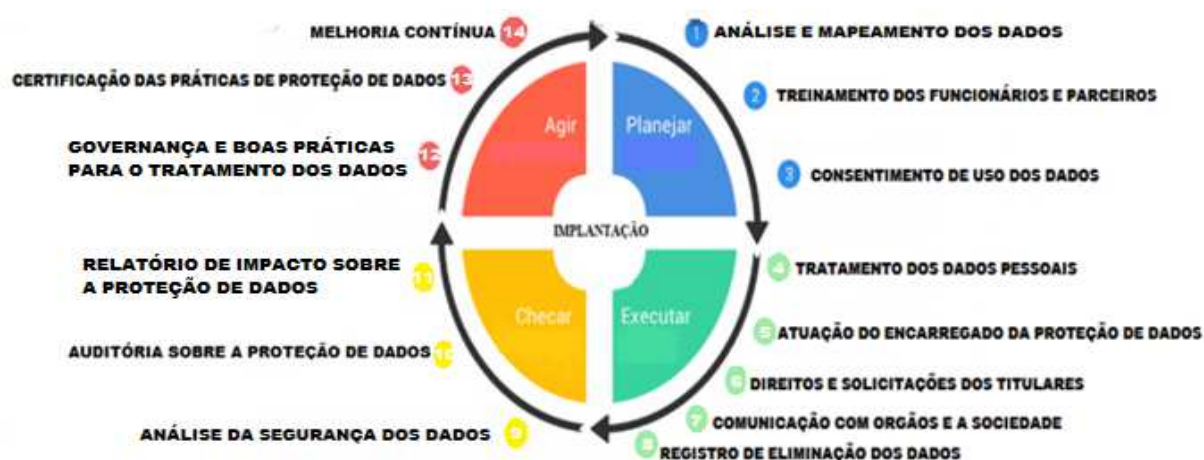 14 MELHORIA CONTÍNUA
1 ANÁLISE E MAPEAMENTO DOS DADOS
13 CERTIFICAÇÃO DAS PRÁTICAS DE PROTEÇÃO DE DADOS
2 TREINAMENTO DOS FUNCIONÁRIOS E PARCEIROS
Agir
Planejar
12 GOVERNANÇA E BOAS PRÁTICAS
PARA O TRATAMENTO DOS DADOS
3 CONSENTIMENTO DE USO DOS DADOS
IMPLANTAÇÃO
11 RELATÓRIO DE IMPACTO SOBRE
A PROTEÇÃO DE DADOS
4 TRATAMENTO DOS DADOS PESSOAIS
Checar
Executar
5 ATUAÇÃO DO ENCARREGADO DA PROTEÇÃO DE DADOS
10 AUDITÓRIA SOBRE A PROTEÇÃO DE DADOS
6 DIREITOS E SOLICITAÇÕES DOS TITULARES
7 COMUNICAÇÃO COM ORGÃOS E A SOCIEDADE
9 ANÁLISE DA SEGURANÇA DOS DADOS
8 REGISTRO DE ELIMINAÇÃO DOS DADOS